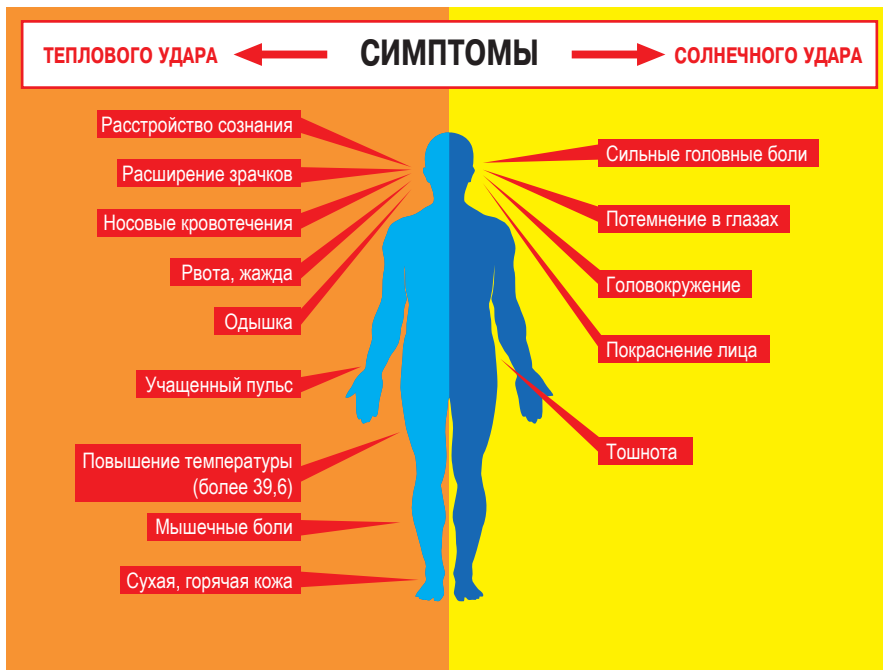 ТЕПЛОВОГО УДАРА СИМПТОМЫ СОЛНЕЧНОГО УДАРА
Расстройство сознания
Расширение зрачков
Носовые кровотечения
Рвота, жажда
Одышка
Учащенный пульс
Повышение температуры
(более 39,6)
Мышечные боли
Сухая, горячая кожа
Сильные головные боли
Потемнение в глазах
Головокружение
Покраснение лица
Тошнота